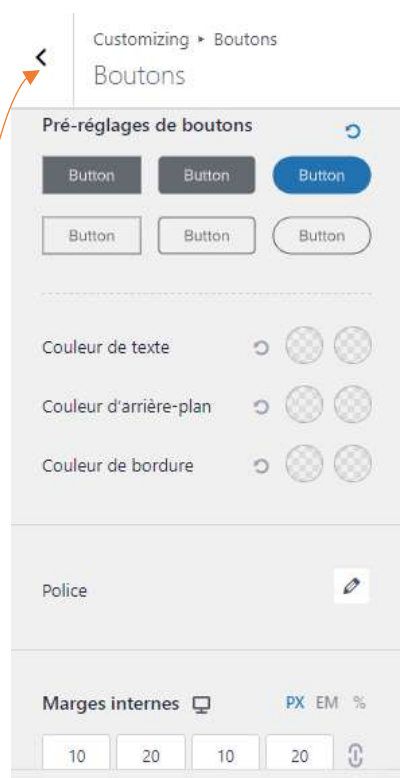 Customizing ▸ Boutons
Boutons
Pré-réglages de boutons
Button Button Button
Button Button Button
Couleur de texte
Couleur d'arrière-plan
Couleur de bordure
Police
Marges internes PX EM %
10 20 10 20